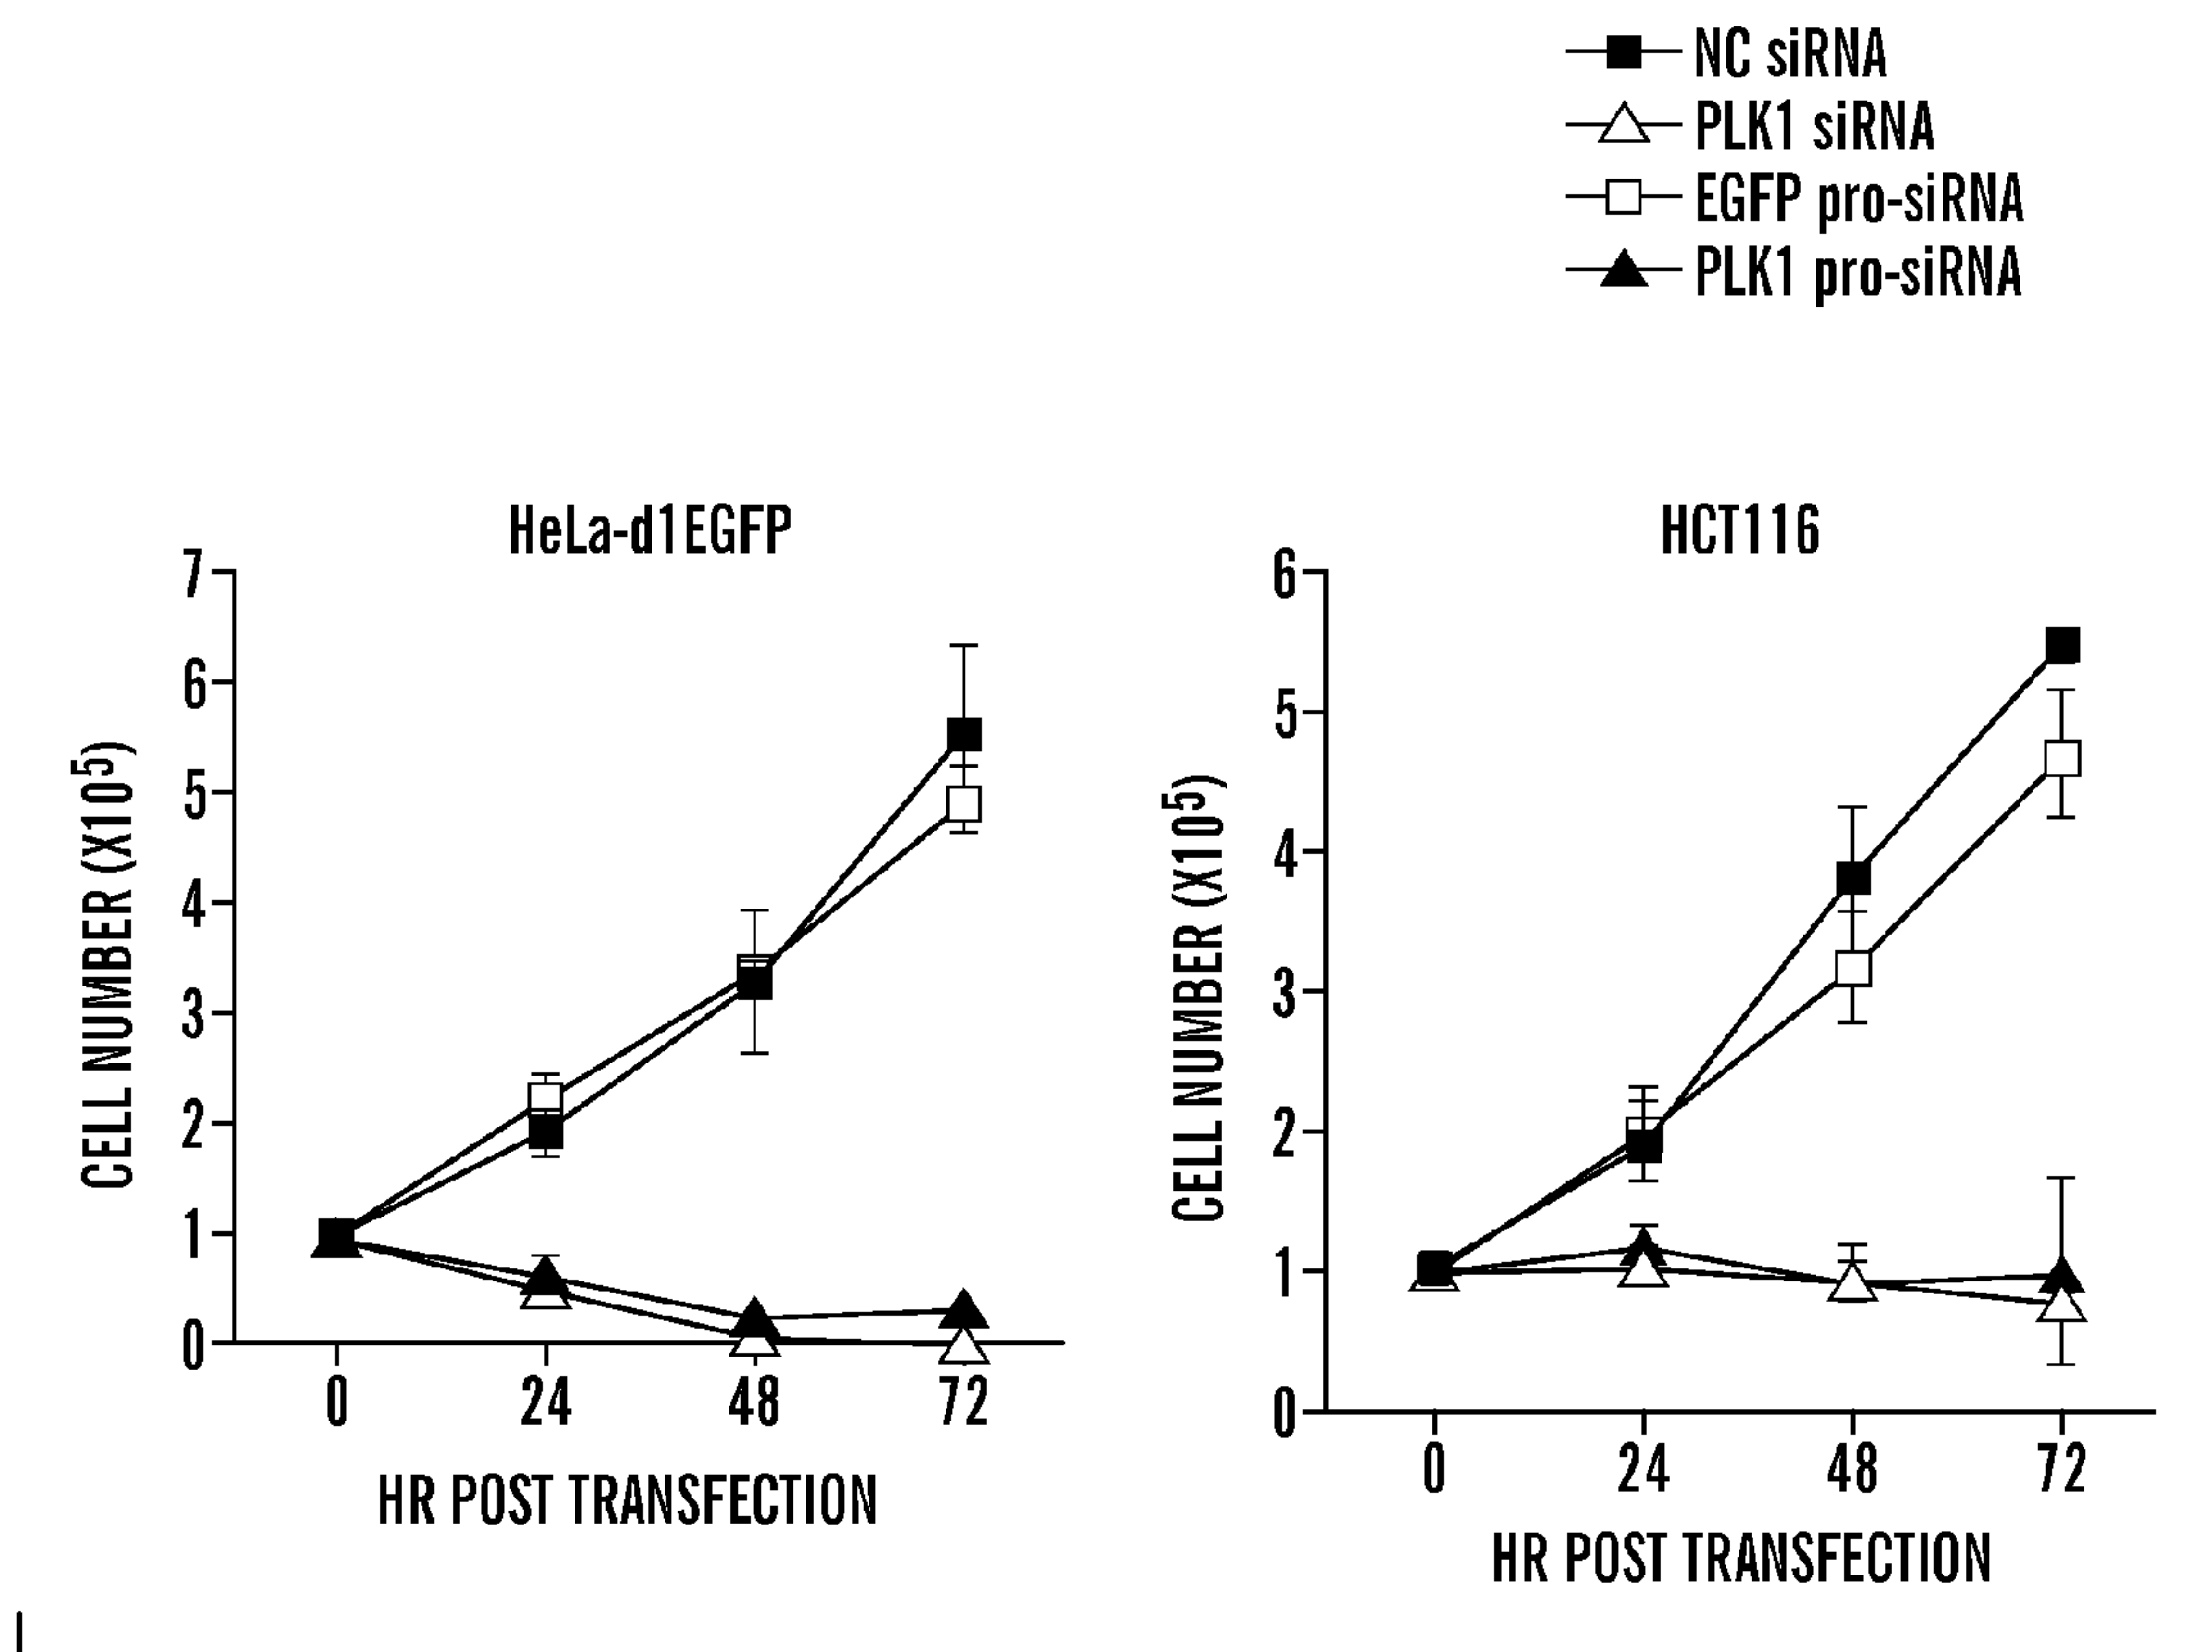 NC siRNA
PLK1 siRNA
EGFP pro-siRNA
PLK1 pro-siRNA
HeLa-d1EGFP
7
6
5
4
3
2
1
0
CELL NUMBER (X10⁵)
0 24 48 72
HR POST TRANSFECTION
HCT116
6
5
4
3
2
1
0
CELL NUMBER (X10⁵)
0 24 48 72
HR POST TRANSFECTION